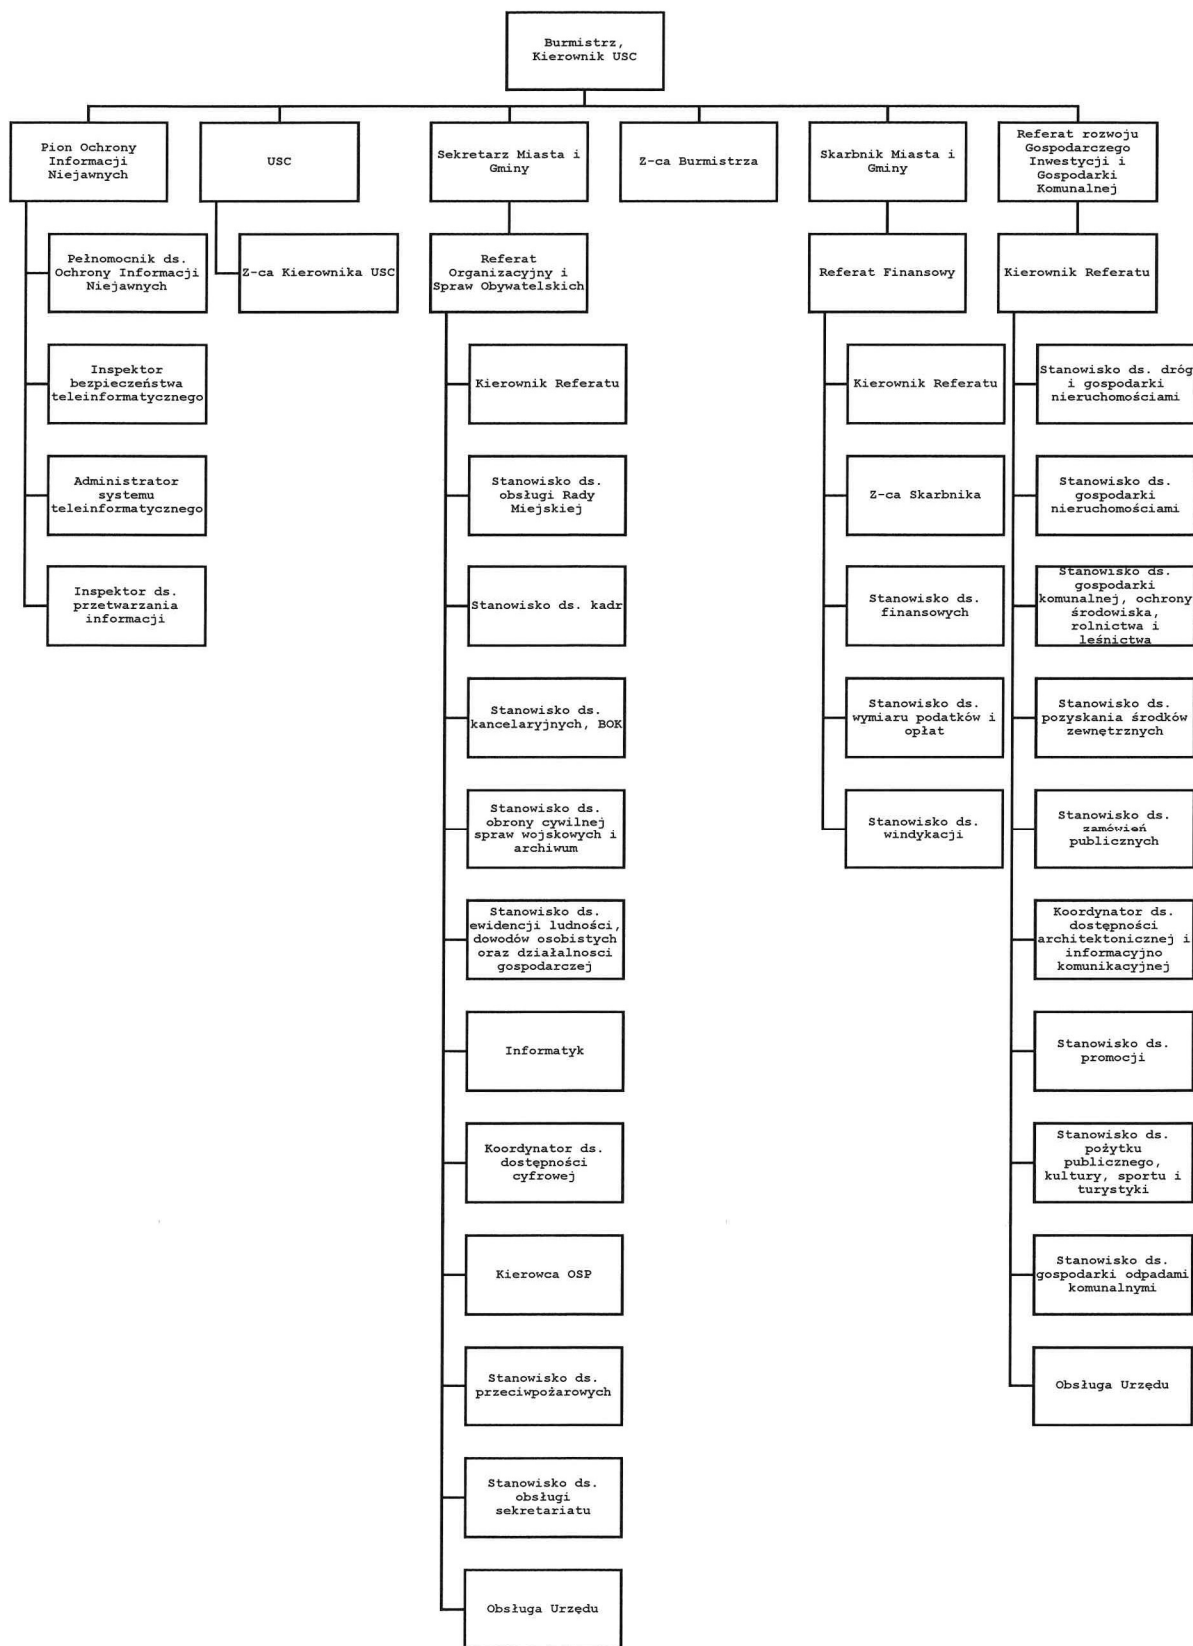 Burmistrz,
Kierownik USC
Pion Ochrony
Informacji
Niejawnych
USC
Sekretarz Miasta i
Gminy
Z-ca Burmistrza
Skarbnik Miasta i
Gminy
Referat rozwoju
Gospodarczego
Inwestycji i
Gospodarki
Komunalnej
Pełnomocnik ds.
Ochrony Informacji
Niejawnych
Inspektor
bezpieczeństwa
teleinformatycznego
Administrator
systemu
teleinformatycznego
Inspektor ds.
przetwarzania
informacji
Z-ca Kierownika USC
Referat
Organizacyjny i
Spraw Obywatelskich
Kierownik Referatu
Stanowisko ds.
obsługi Rady
Miejskiej
Stanowisko ds. kadr
Stanowisko ds.
kancelaryjnych, BOK
Stanowisko ds.
obrony cywilnej
spraw wojskowych i
archiwum
Stanowisko ds.
ewidencji ludności,
dowodów osobistych
oraz działalnosci
gospodarczej
Informatyk
Koordynator ds.
dostępności
cyfrowej
Kierowca OSP
Stanowisko ds.
przeciwpożarowych
Stanowisko ds.
obsługi
sekretariatu
Obsługa Urzędu
Referat Finansowy
Kierownik Referatu
Z-ca Skarbnika
Stanowisko ds.
finansowych
Stanowisko ds.
wymiaru podatków i
opłat
Stanowisko ds.
windykacji
Kierownik Referatu
Stanowisko ds. dróg
i gospodarki
nieruchomościami
Stanowisko ds.
gospodarki
nieruchomościami
Stanowisko ds.
gospodarki
komunalnej, ochrony
środowiska,
rolnictwa i
leśnictwa
Stanowisko ds.
pozyskania środków
zewnętrznych
Stanowisko ds.
zamówień
publicznych
Koordynator ds.
dostępności
architektonicznej i
informacyjno
komunikacyjnej
Stanowisko ds.
promocji
Stanowisko ds.
pożytku
publicznego,
kultury, sportu i
turystyki
Stanowisko ds.
gospodarki odpadami
komunalnymi
Obsługa Urzędu